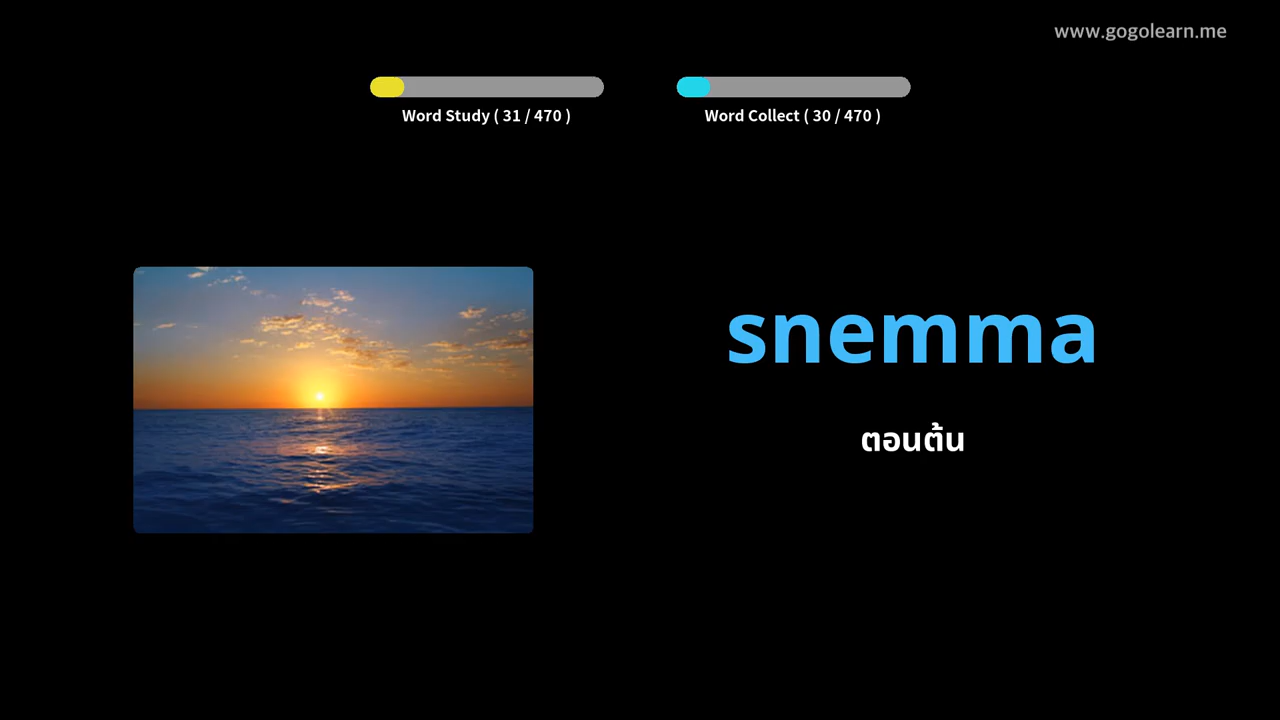 www.gogolearn.me
Word Study ( 31 / 470 )
Word Collect ( 30 / 470 )
snemma
ตอนต้น